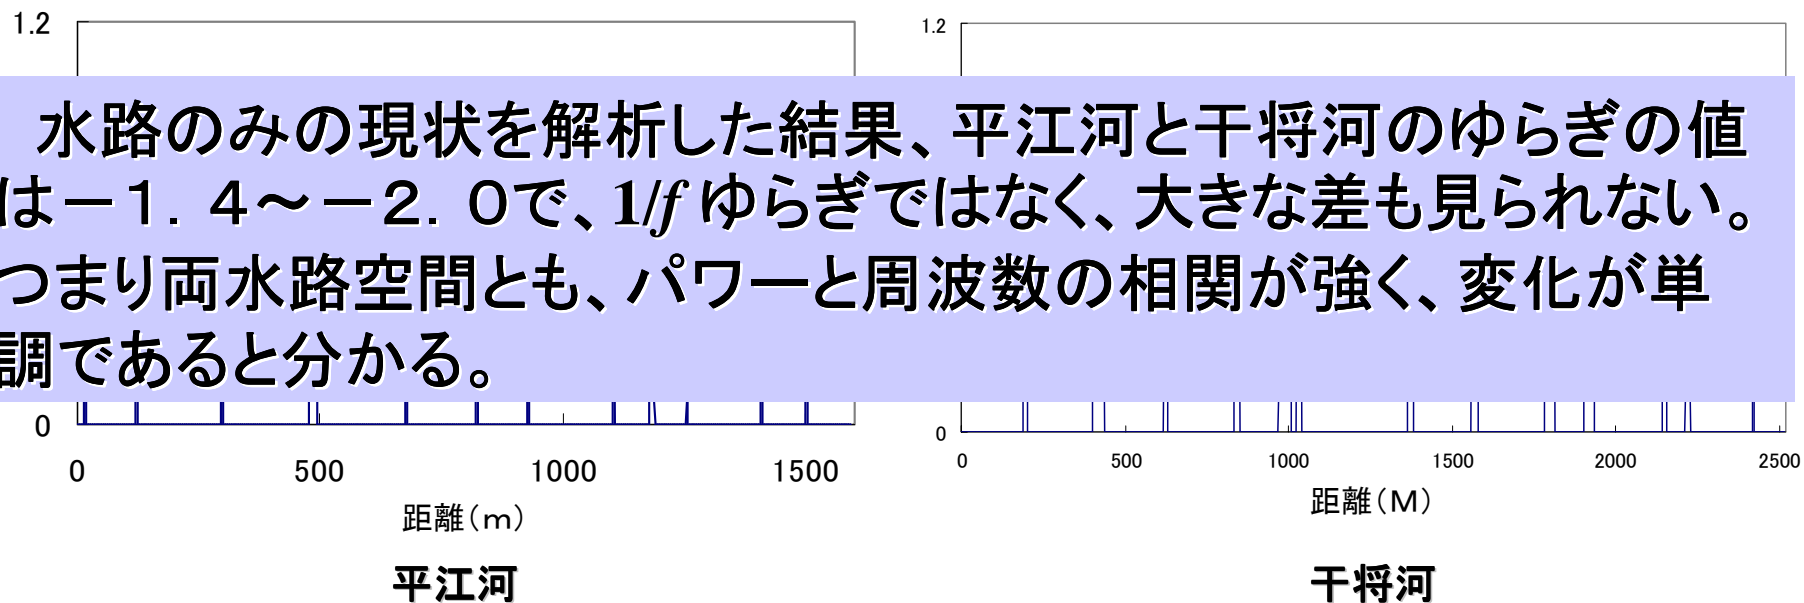 1.2
1.2
水路のみの現状を解析した結果、平江河と干将河のゆらぎの値
は－１．４～－２．０で、1/f ゆらぎではなく、大きな差も見られない。
つまり両水路空間とも、パワーと周波数の相関が強く、変化が単
調であると分かる。
0
0
0 500 1000 1500
0 500 1000 1500 2000 2500
距離（ｍ）
距離（Ｍ）
平江河
干将河